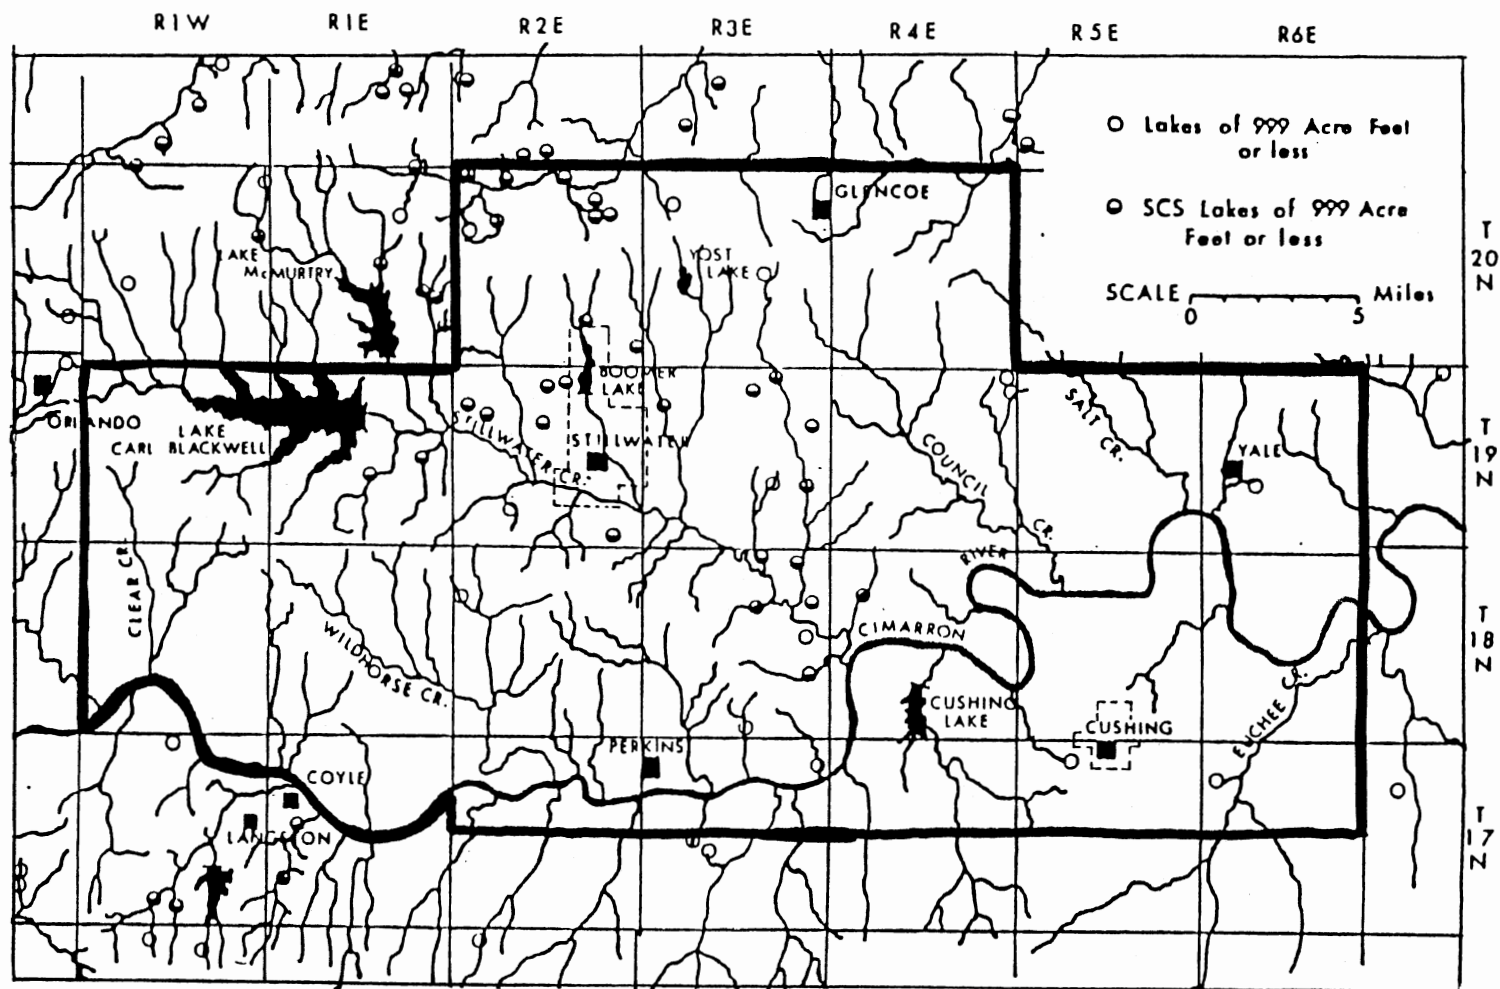 R1W R1E R2E R3E R4E R5E R6E
Lakes of 999 Acre Feet
or less
SCS Lakes of 999 Acre
Feet or less
SCALE Miles
0 5
T
20
N
T
19
N
T
18
N
T
17
N
GLENCOE
LAKE
McMURTRY
YOST
LAKE
BOOMER
LAKE
ORLANDO
LAKE
CARL BLACKWELL
STILLWATER CR.
STILLWATER
COUNCIL CR.
SALT CR.
YALE
CLEAR CR.
WILDHORSE CR.
RIVER
CIMARRON
CUSHING
LAKE
CUSHING
EUCHEE CR.
PERKINS
COYLE
LANGSTON